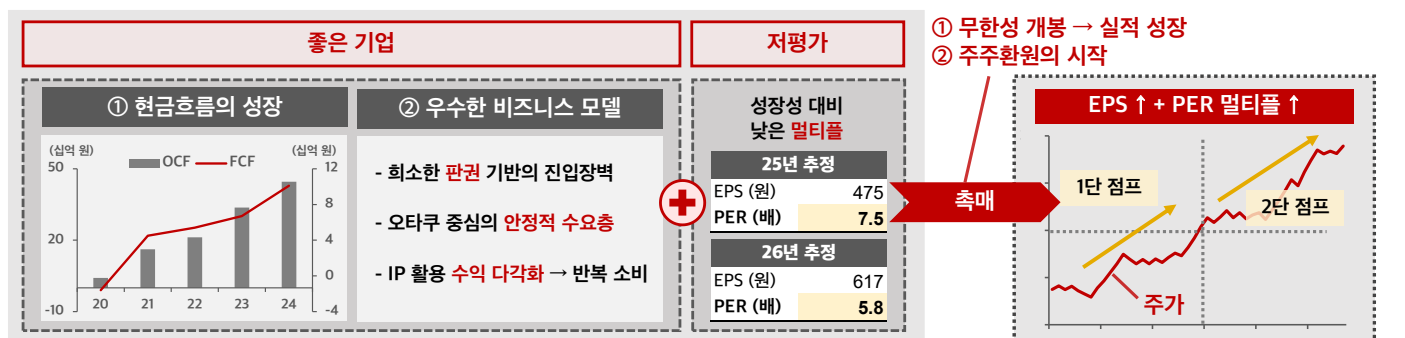 좋은 기업
저평가
① 무한성 개봉 → 실적 성장
② 주주환원의 시작
① 현금흐름의 성장
(십억 원)
OCF
FCF
(십억 원)
50
20
-10
12
8
4
0
-4
20 21 22 23 24
② 우수한 비즈니스 모델
- 희소한 판권 기반의 진입장벽
- 오타쿠 중심의 안정적 수요층
- IP 활용 수익 다각화 → 반복 소비
성장성 대비
낮은 멀티플
25년 추정
EPS (원) 475
PER (배) 7.5
26년 추정
EPS (원) 617
PER (배) 5.8
촉매
EPS ↑ + PER 멀티플 ↑
1단 점프
2단 점프
주가